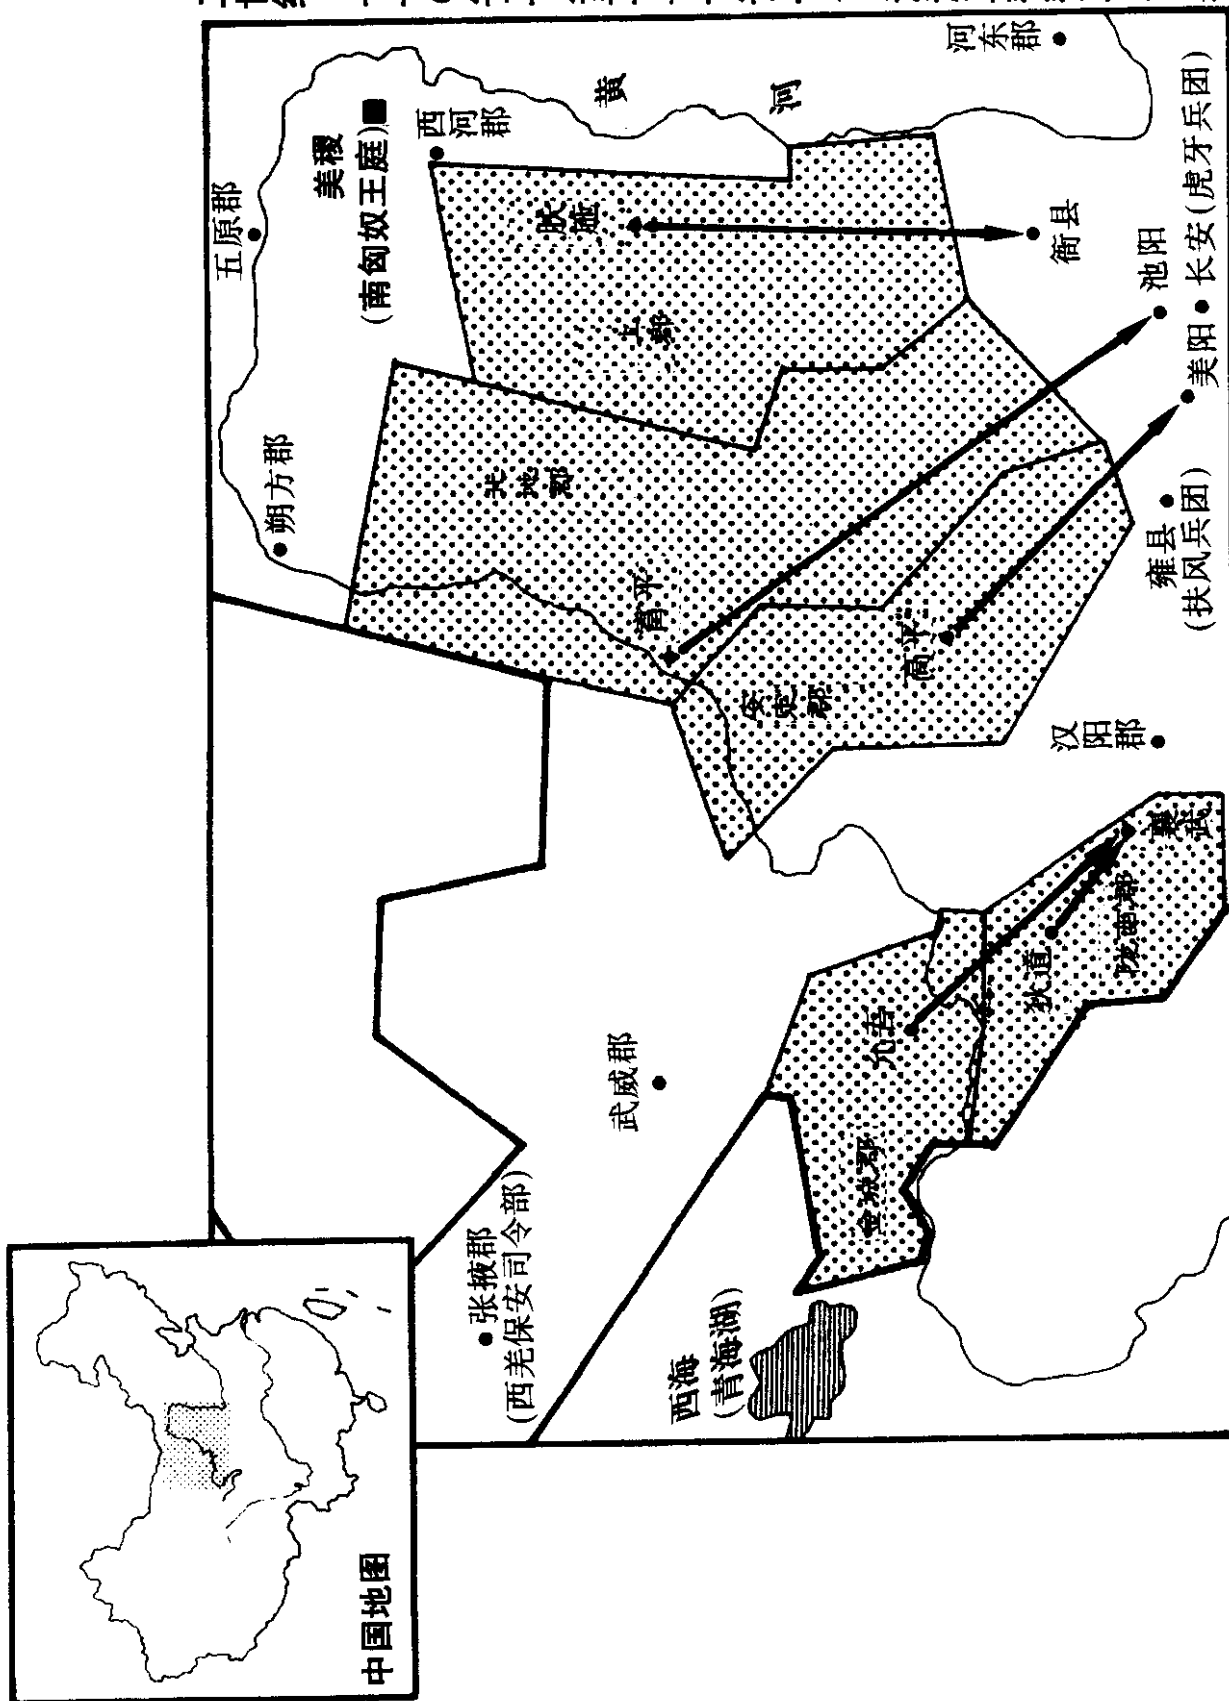 中国地图
五原郡
朔方郡
美稷
(南匈奴王庭)
西河郡
黄河
河东郡
肤施
上郡
北地郡
富平
安定郡
高平
衙县
池阳
美阳
长安(虎牙兵团)
雍县
(扶风兵团)
汉阳郡
襄武
狄道
陇南郡
允吾
金城郡
武威郡
张掖郡
(西羌保安司令部)
西海
(青海湖)